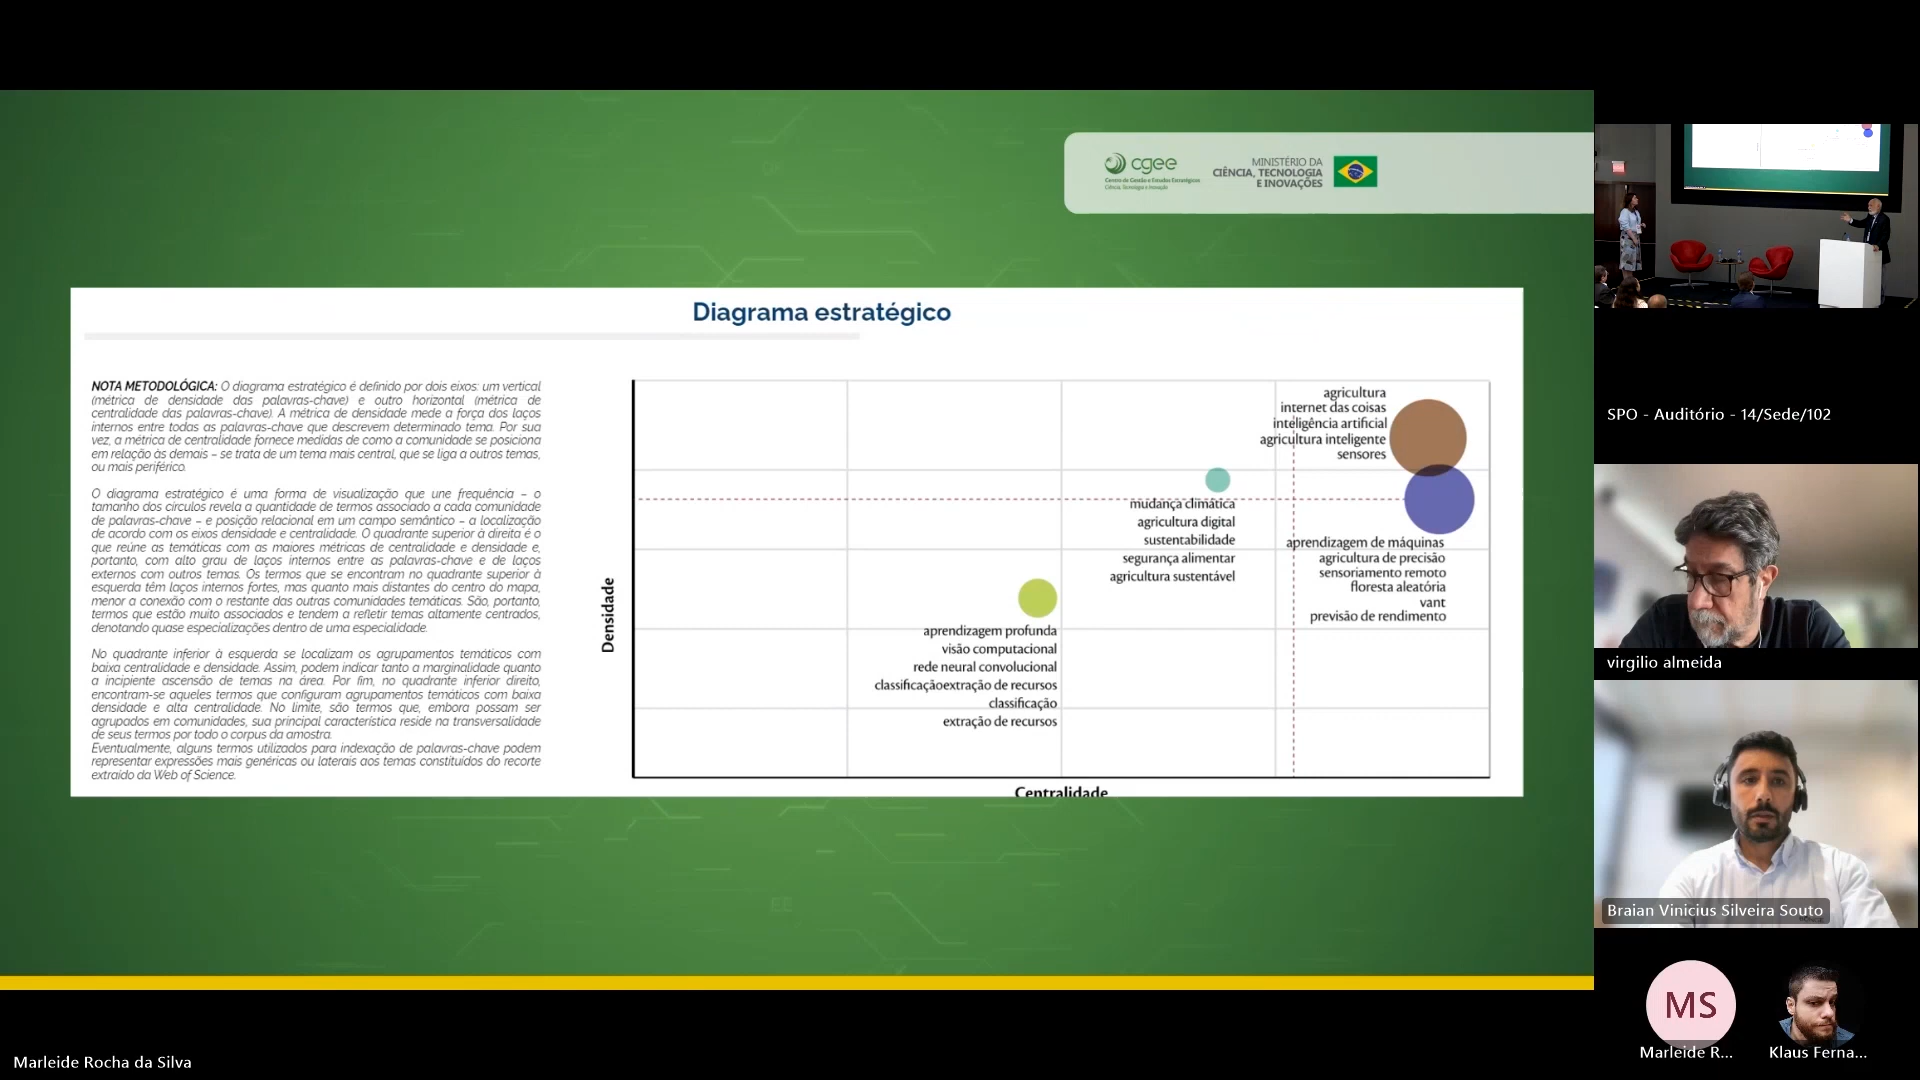 cgee
Centro de Gestão e Estudos Estratégicos
Ciência, Tecnologia e Inovação
MINISTÉRIO DA
CIÊNCIA, TECNOLOGIA
E INOVAÇÕES
Diagrama estratégico
NOTA METODOLÓGICA: O diagrama estratégico é definido por dois eixos: um vertical
(métrica de densidade das palavras-chave) e outro horizontal (métrica de
centralidade das palavras-chave). A métrica de densidade mede a força dos laços
internos entre todas as palavras-chave que descrevem determinado tema. Por sua
vez, a métrica de centralidade fornece medidas de como a comunidade se posiciona
em relação às demais – se trata de um tema mais central, que se liga a outros temas,
ou mais periférico.
O diagrama estratégico é uma forma de visualização que une frequência – o
tamanho dos círculos revela a quantidade de termos associado a cada comunidade
de palavras-chave – e posição relacional em um campo semântico – a localização
de acordo com os eixos densidade e centralidade. O quadrante superior à direita é o
que reúne as temáticas com as maiores métricas de centralidade e densidade e,
portanto, com alto grau de laços internos entre as palavras-chave e de laços
externos com outros temas. Os termos que se encontram no quadrante superior à
esquerda têm laços internos fortes, mas quanto mais distantes do centro do mapa,
menor a conexão com o restante das outras comunidades temáticas. São, portanto,
termos que estão muito associados e tendem a refletir temas altamente centrados,
denotando quase especializações dentro de uma especialidade.
No quadrante inferior à esquerda se localizam os agrupamentos temáticos com
baixa centralidade e densidade. Assim, podem indicar tanto a marginalidade quanto
a incipiente ascensão de temas na área. Por fim, no quadrante inferior direito,
encontram-se aqueles termos que configuram agrupamentos temáticos com baixa
densidade e alta centralidade. No limite, são termos que, embora possam ser
agrupados em comunidades, sua principal característica reside na transversalidade
de seus termos por todo o corpus da amostra.
Eventualmente, alguns termos utilizados para indexação de palavras-chave podem
representar expressões mais genéricas ou laterais aos temas constituídos do recorte
extraído da Web of Science.
Densidade
agricultura
internet das coisas
inteligência artificial
agricultura inteligente
sensores
mudança climática
agricultura digital
sustentabilidade
segurança alimentar
agricultura sustentável
aprendizagem de máquinas
agricultura de precisão
sensoriamento remoto
floresta aleatória
vant
previsão de rendimento
aprendizagem profunda
visão computacional
rede neural convolucional
classificaçãoextração de recursos
classificação
extração de recursos
Centralidade
SPO - Auditório - 14/Sede/102
virgilio almeida
Braian Vinicius Silveira Souto
MS
Marleide R...
Klaus Ferna...
Marleide Rocha da Silva